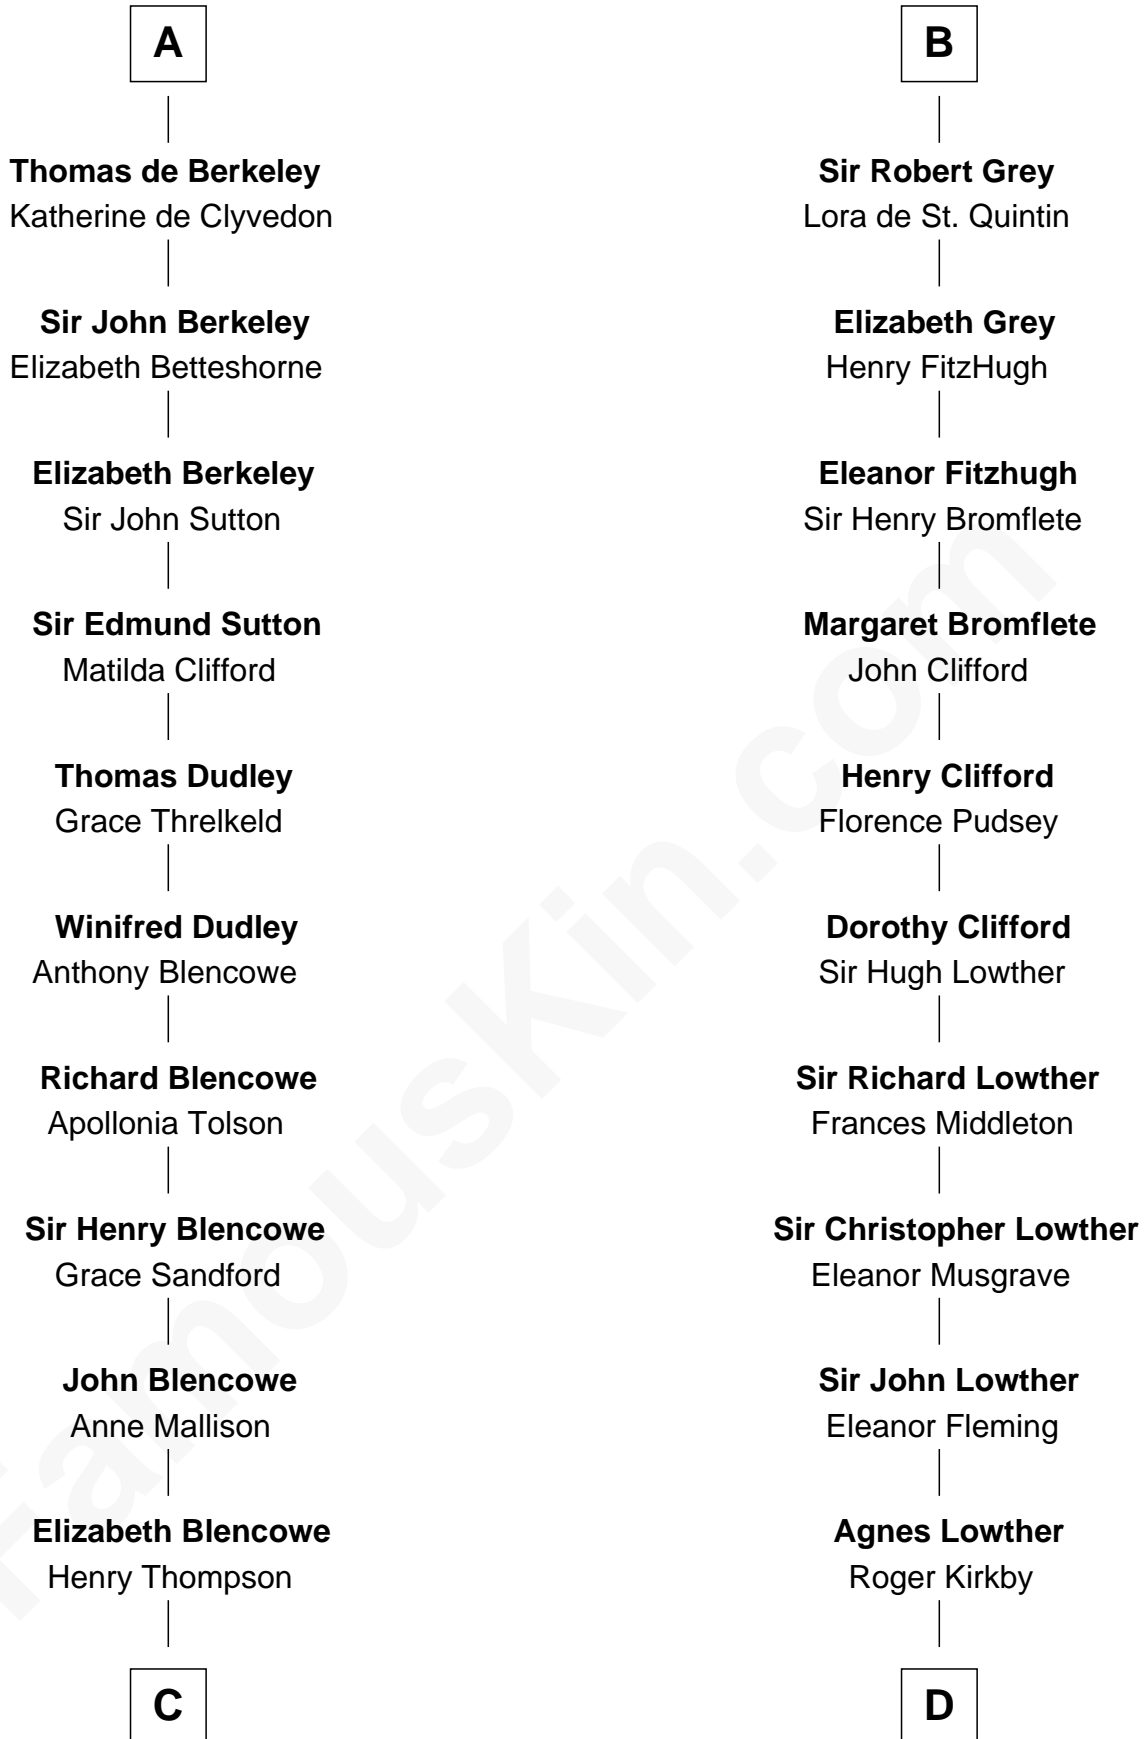 A
Thomas de Berkeley
Katherine de Clyvedon
Sir John Berkeley
Elizabeth Betteshorne
Elizabeth Berkeley
Sir John Sutton
Sir Edmund Sutton
Matilda Clifford
Thomas Dudley
Grace Threlkeld
Winifred Dudley
Anthony Blencowe
Richard Blencowe
Apollonia Tolson
Sir Henry Blencowe
Grace Sandford
John Blencowe
Anne Mallison
Elizabeth Blencowe
Henry Thompson
C
B
Sir Robert Grey
Lora de St. Quintin
Elizabeth Grey
Henry FitzHugh
Eleanor Fitzhugh
Sir Henry Bromflete
Margaret Bromflete
John Clifford
Henry Clifford
Florence Pudsey
Dorothy Clifford
Sir Hugh Lowther
Sir Richard Lowther
Frances Middleton
Sir Christopher Lowther
Eleanor Musgrave
Sir John Lowther
Eleanor Fleming
Agnes Lowther
Roger Kirkby
D
FamousKin.com